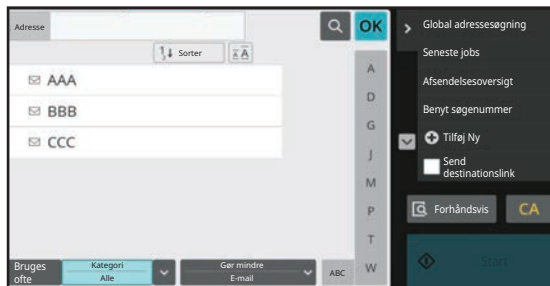 Adresse
OK
Sorter
AAA
BBB
CCC
A
D
G
J
M
P
T
W
Bruges
ofte
Kategori
Alle
Gør mindre
E-mail
ABC
Global adressesøgning
Seneste jobs
Afsendelsesoversigt
Benyt søgenummer
Tilføj Ny
Send
destinationslink
Forhåndsvis
CA
Start